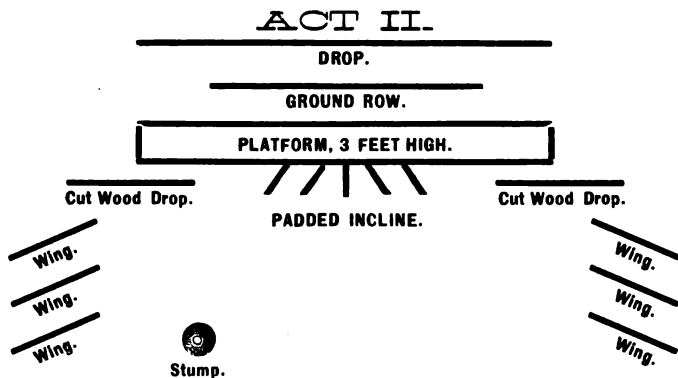 ACT II.
DROP.
GROUND ROW.
PLATFORM, 3 FEET HIGH.
Cut Wood Drop.
Cut Wood Drop.
PADDED INCLINE.
Wing.
Wing.
Wing.
Wing.
Wing.
Wing.
Stump.